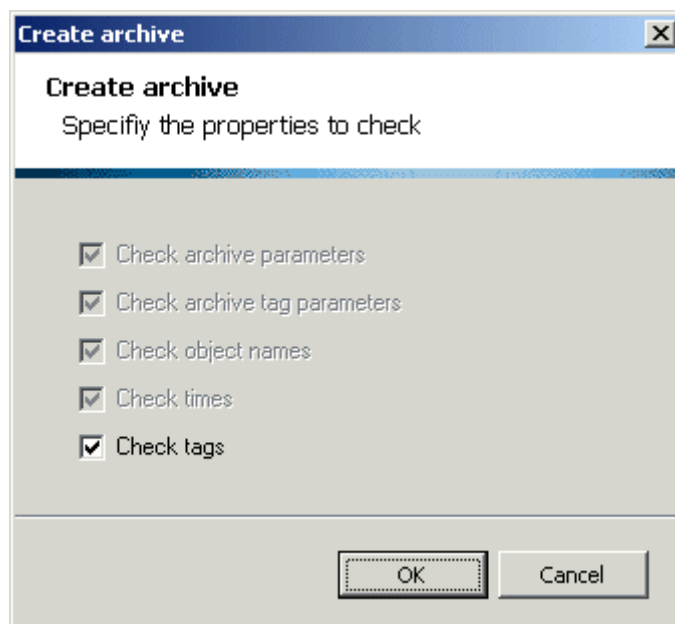 Create archive
Create archive
Specifiy the properties to check
Check archive parameters
Check archive tag parameters
Check object names
Check times
Check tags
OK
Cancel